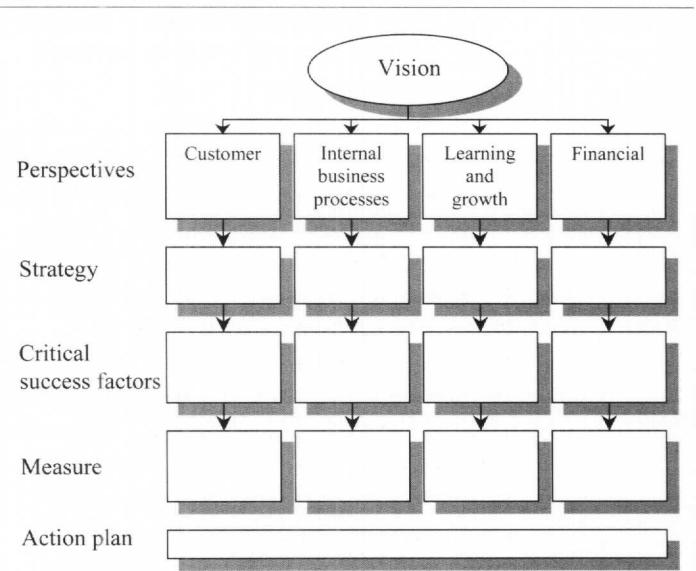 Vision
Perspectives
Customer
Internal
business
processes
Learning
and
growth
Financial
Strategy
Critical
success factors
Measure
Action plan